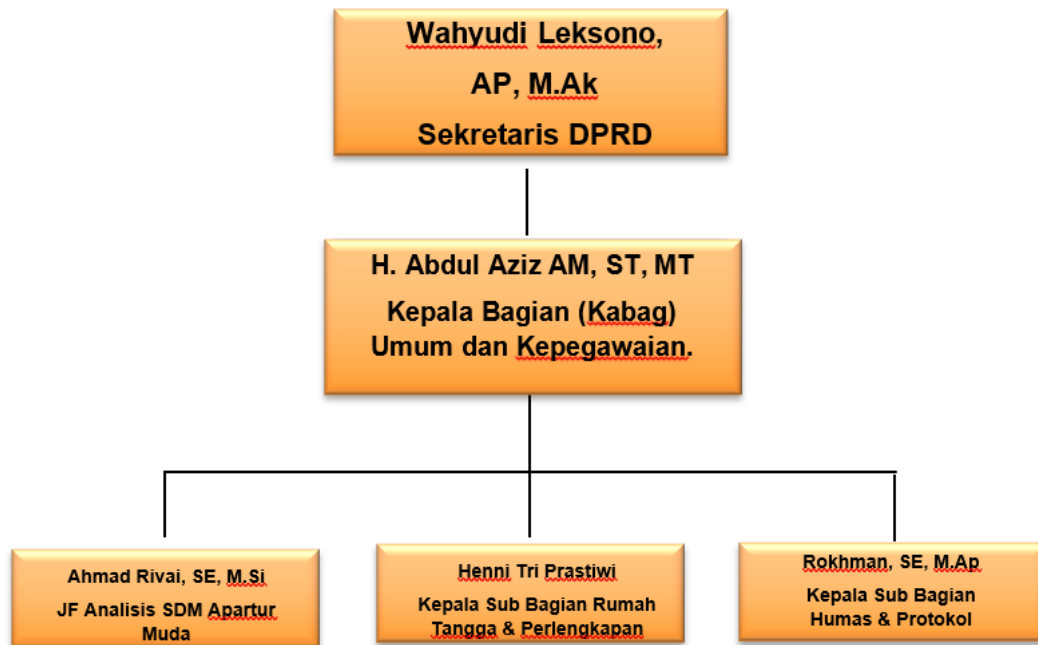 Wahyudi Leksono,
AP, M.Ak
Sekretaris DPRD
H. Abdul Aziz AM, ST, MT
Kepala Bagian (Kabag)
Umum dan Kepegawaian.
Ahmad Rivai, SE, M.Si
JF Analisis SDM Apartur
Muda
Henni Tri Prastiwi
Kepala Sub Bagian Rumah
Tangga & Perlengkapan
Rokhman, SE, M.Ap
Kepala Sub Bagian
Humas & Protokol